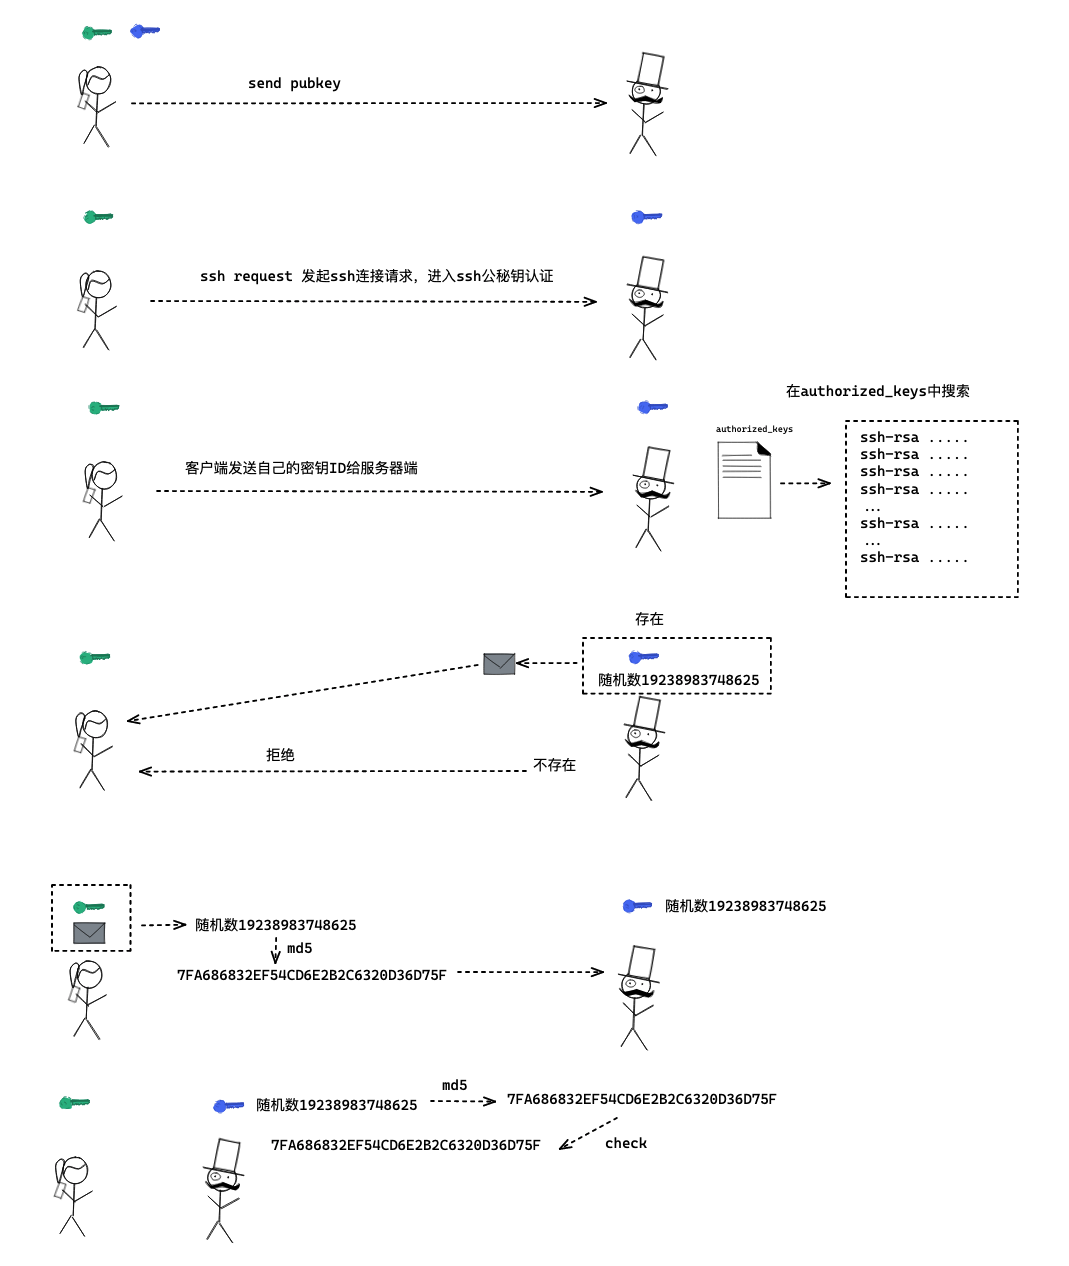 send pubkey
ssh request 发起ssh连接请求，进入ssh公秘钥认证
在authorized_keys中搜索
authorized_keys
ssh-rsa .....
ssh-rsa .....
ssh-rsa .....
ssh-rsa .....
...
ssh-rsa .....
...
ssh-rsa .....
客户端发送自己的密钥ID给服务器端
存在
随机数19238983748625
拒绝
不存在
随机数19238983748625
随机数19238983748625
md5
7FA686832EF54CD6E2B2C6320D36D75F
md5
随机数19238983748625
7FA686832EF54CD6E2B2C6320D36D75F
7FA686832EF54CD6E2B2C6320D36D75F
check